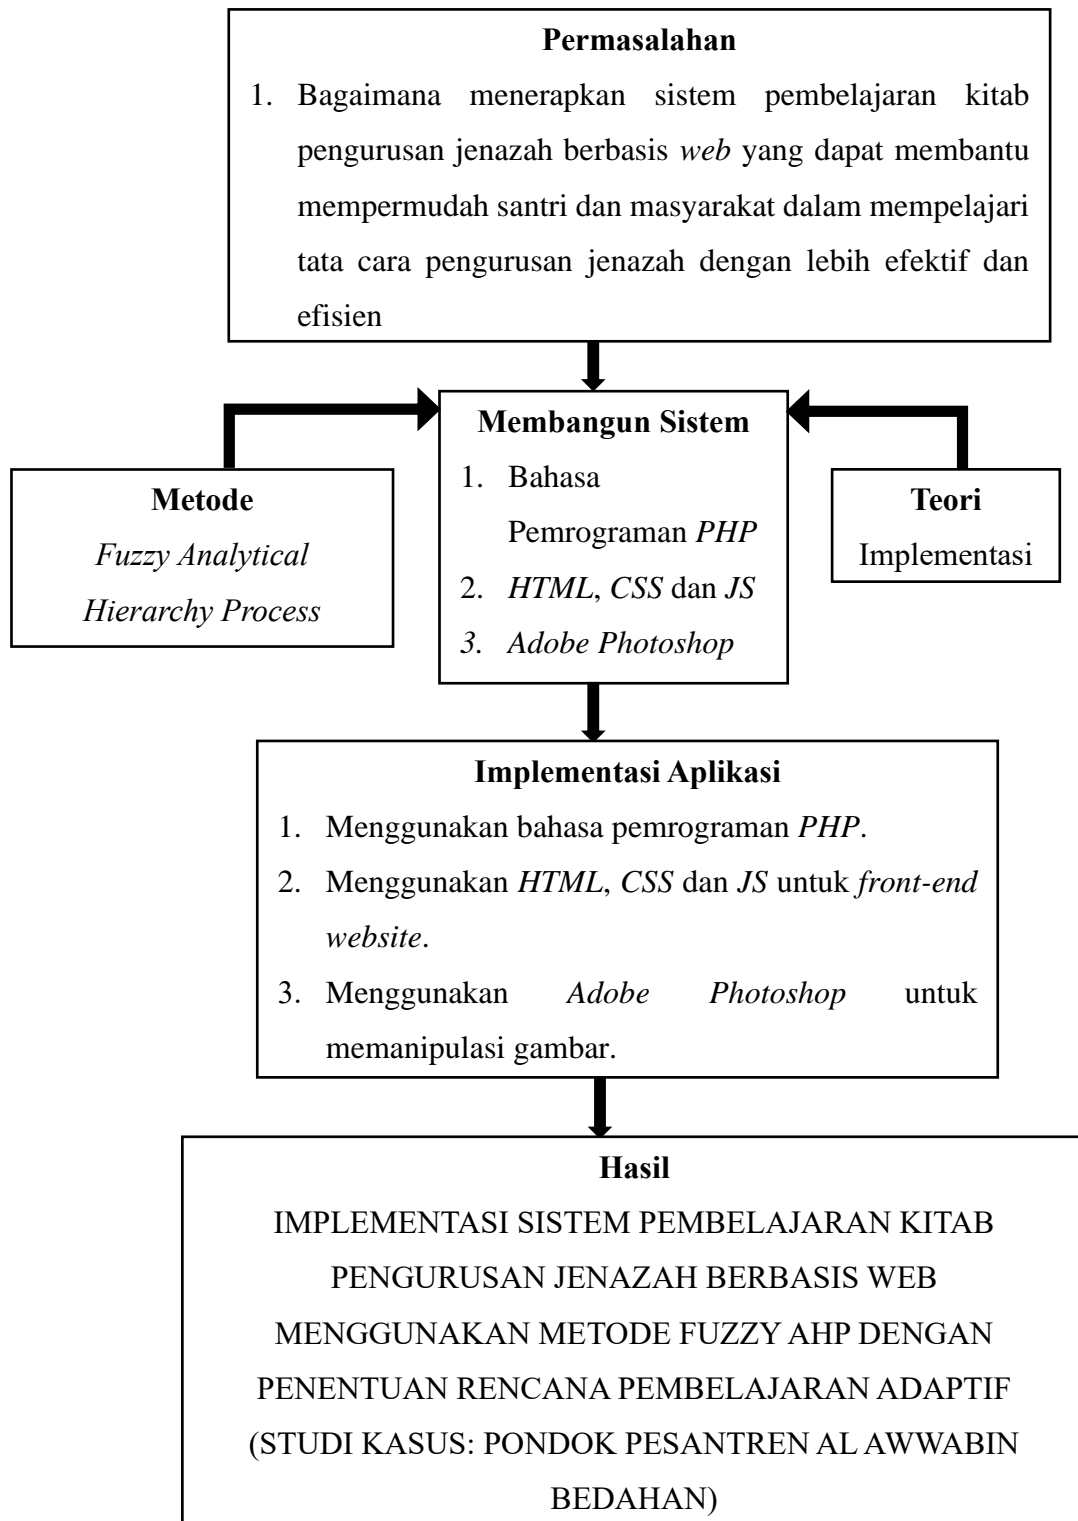 Permasalahan
1. Bagaimana menerapkan sistem pembelajaran kitab
pengurusan jenazah berbasis web yang dapat membantu
mempermudah santri dan masyarakat dalam mempelajari
tata cara pengurusan jenazah dengan lebih efektif dan
efisien
Metode
Fuzzy Analytical
Hierarchy Process
Membangun Sistem
1. Bahasa
Pemrograman PHP
2. HTML, CSS dan JS
3. Adobe Photoshop
Teori
Implementasi
Implementasi Aplikasi
1. Menggunakan bahasa pemrograman PHP.
2. Menggunakan HTML, CSS dan JS untuk front-end
website.
3. Menggunakan Adobe Photoshop untuk
memanipulasi gambar.
Hasil
IMPLEMENTASI SISTEM PEMBELAJARAN KITAB
PENGURUSAN JENAZAH BERBASIS WEB
MENGGUNAKAN METODE FUZZY AHP DENGAN
PENENTUAN RENCANA PEMBELAJARAN ADAPTIF
(STUDI KASUS: PONDOK PESANTREN AL AWWABIN
BEDAHAN)